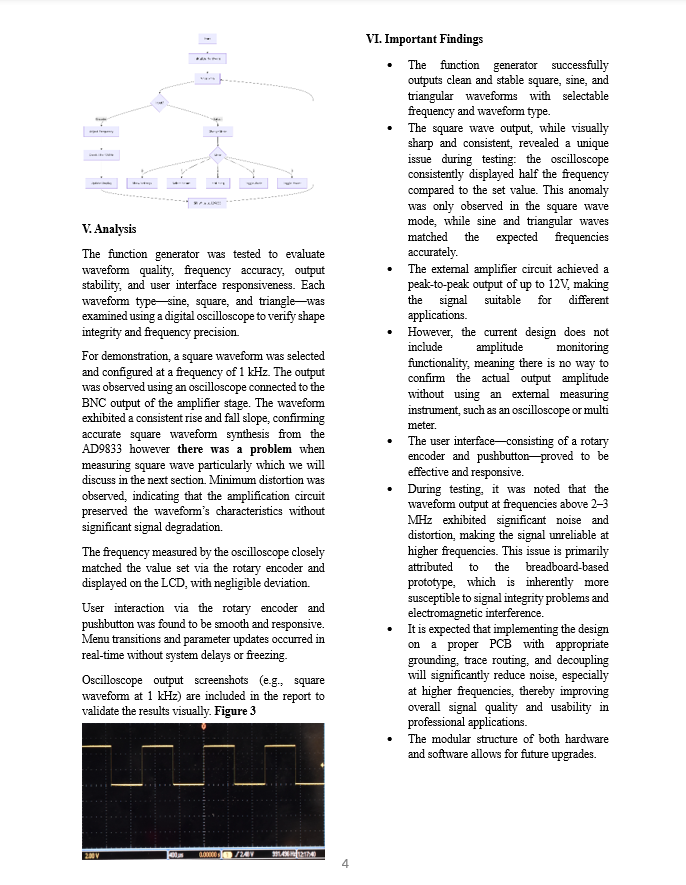 V. Analysis
The function generator was tested to evaluate
waveform quality, frequency accuracy, output
stability, and user interface responsiveness. Each
waveform type—sine, square, and triangle—was
examined using a digital oscilloscope to verify shape
integrity and frequency precision.
For demonstration, a square waveform was selected
and configured at a frequency of 1 kHz. The output
was observed using an oscilloscope connected to the
BNC output of the amplifier stage. The waveform
exhibited a consistent rise and fall slope, confirming
accurate square waveform synthesis from the
AD9833 however there was a problem when
measuring square wave particularly which we will
discuss in the next section. Minimum distortion was
observed, indicating that the amplification circuit
preserved the waveform's characteristics without
significant signal degradation.
The frequency measured by the oscilloscope closely
matched the value set via the rotary encoder and
displayed on the LCD, with negligible deviation.
User interaction via the rotary encoder and
pushbutton was found to be smooth and responsive.
Menu transitions and parameter updates occurred in
real-time without system delays or freezing.
Oscilloscope output screenshots (e.g., square
waveform at 1 kHz) are included in the report to
validate the results visually. Figure 3
2.00 V
400 µs
0.00000 s
VI. Important Findings
• The function generator successfully
outputs clean and stable square, sine, and
triangular waveforms with selectable
frequency and waveform type.
• The square wave output, while visually
sharp and consistent, revealed a unique
issue during testing: the oscilloscope
consistently displayed half the frequency
compared to the set value. This anomaly
was only observed in the square wave
mode, while sine and triangular waves
matched the expected frequencies
accurately.
• The external amplifier circuit achieved a
peak-to-peak output of up to 12V, making
the signal suitable for different
applications.
• However, the current design does not
include amplitude monitoring
functionality, meaning there is no way to
confirm the actual output amplitude
without using an external measuring
instrument, such as an oscilloscope or multi
meter.
• The user interface—consisting of a rotary
encoder and pushbutton—proved to be
effective and responsive.
• During testing, it was noted that the
waveform output at frequencies above 2–3
MHz exhibited significant noise and
distortion, making the signal unreliable at
higher frequencies. This issue is primarily
attributed to the breadboard-based
prototype, which is inherently more
susceptible to signal integrity problems and
electromagnetic interference.
• It is expected that implementing the design
on a proper PCB with appropriate
grounding, trace routing, and decoupling
will significantly reduce noise, especially
at higher frequencies, thereby improving
overall signal quality and usability in
professional applications.
• The modular structure of both hardware
and software allows for future upgrades.
4